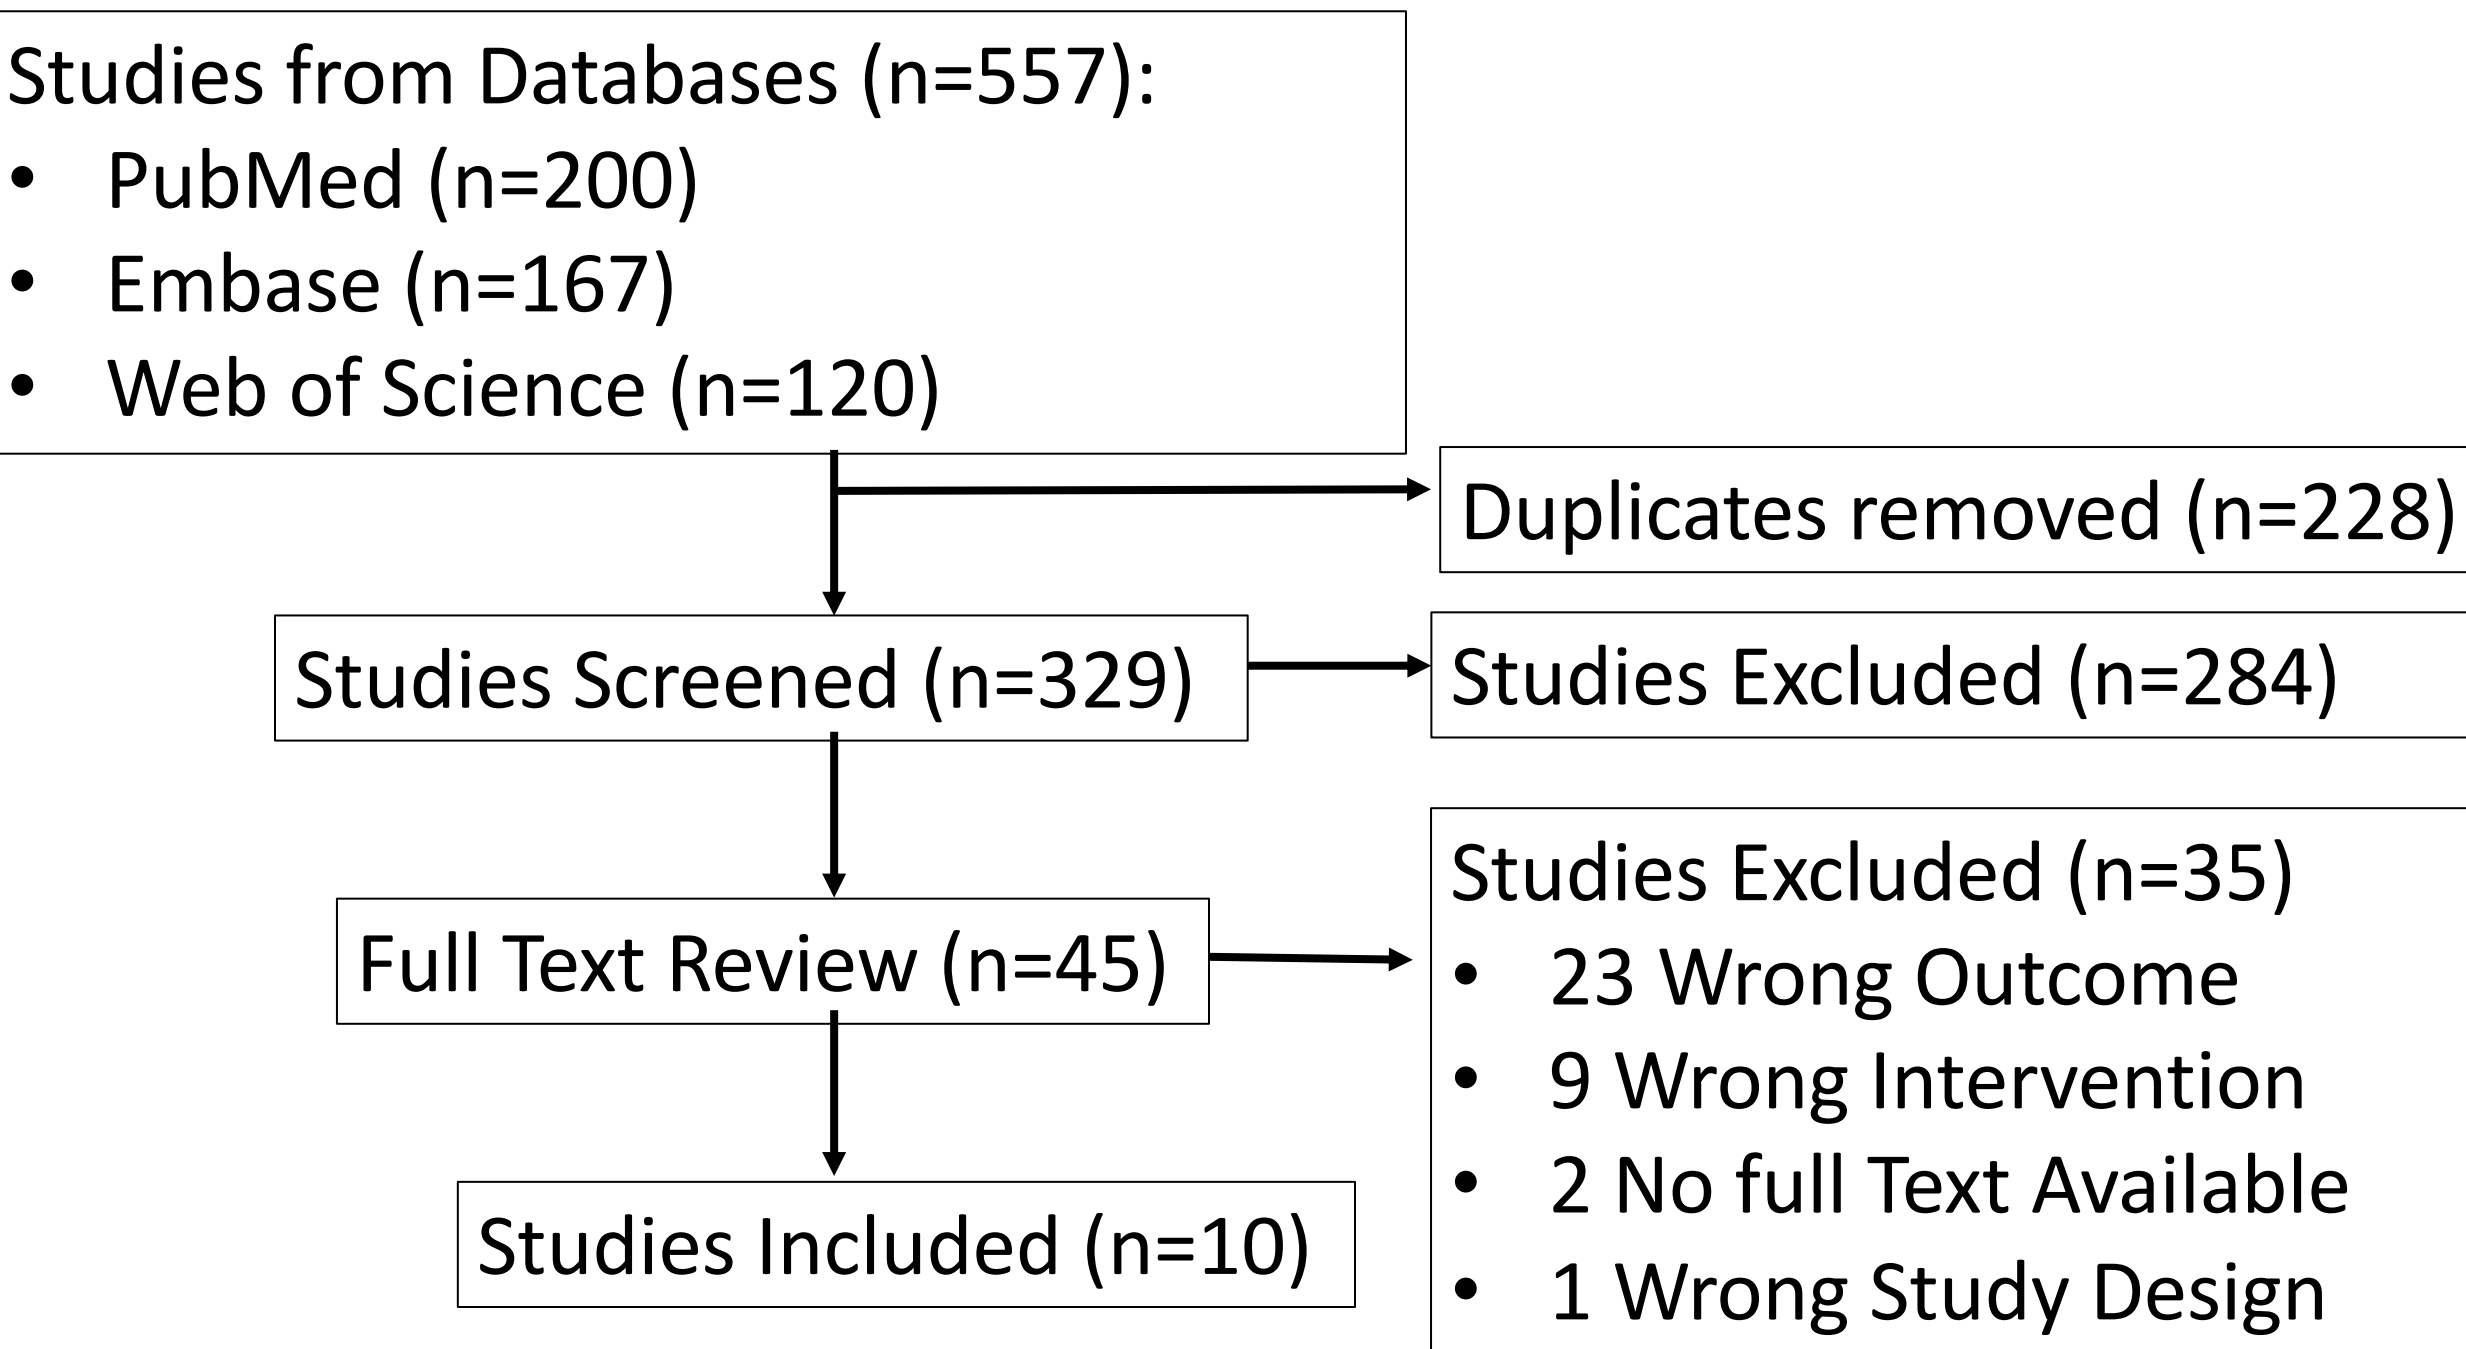 Studies from Databases (n=557):
• PubMed (n=200)
• Embase (n=167)
• Web of Science (n=120)
Duplicates removed (n=228)
Studies Screened (n=329)
Studies Excluded (n=284)
Full Text Review (n=45)
Studies Excluded (n=35)
• 23 Wrong Outcome
• 9 Wrong Intervention
• 2 No full Text Available
• 1 Wrong Study Design
Studies Included (n=10)